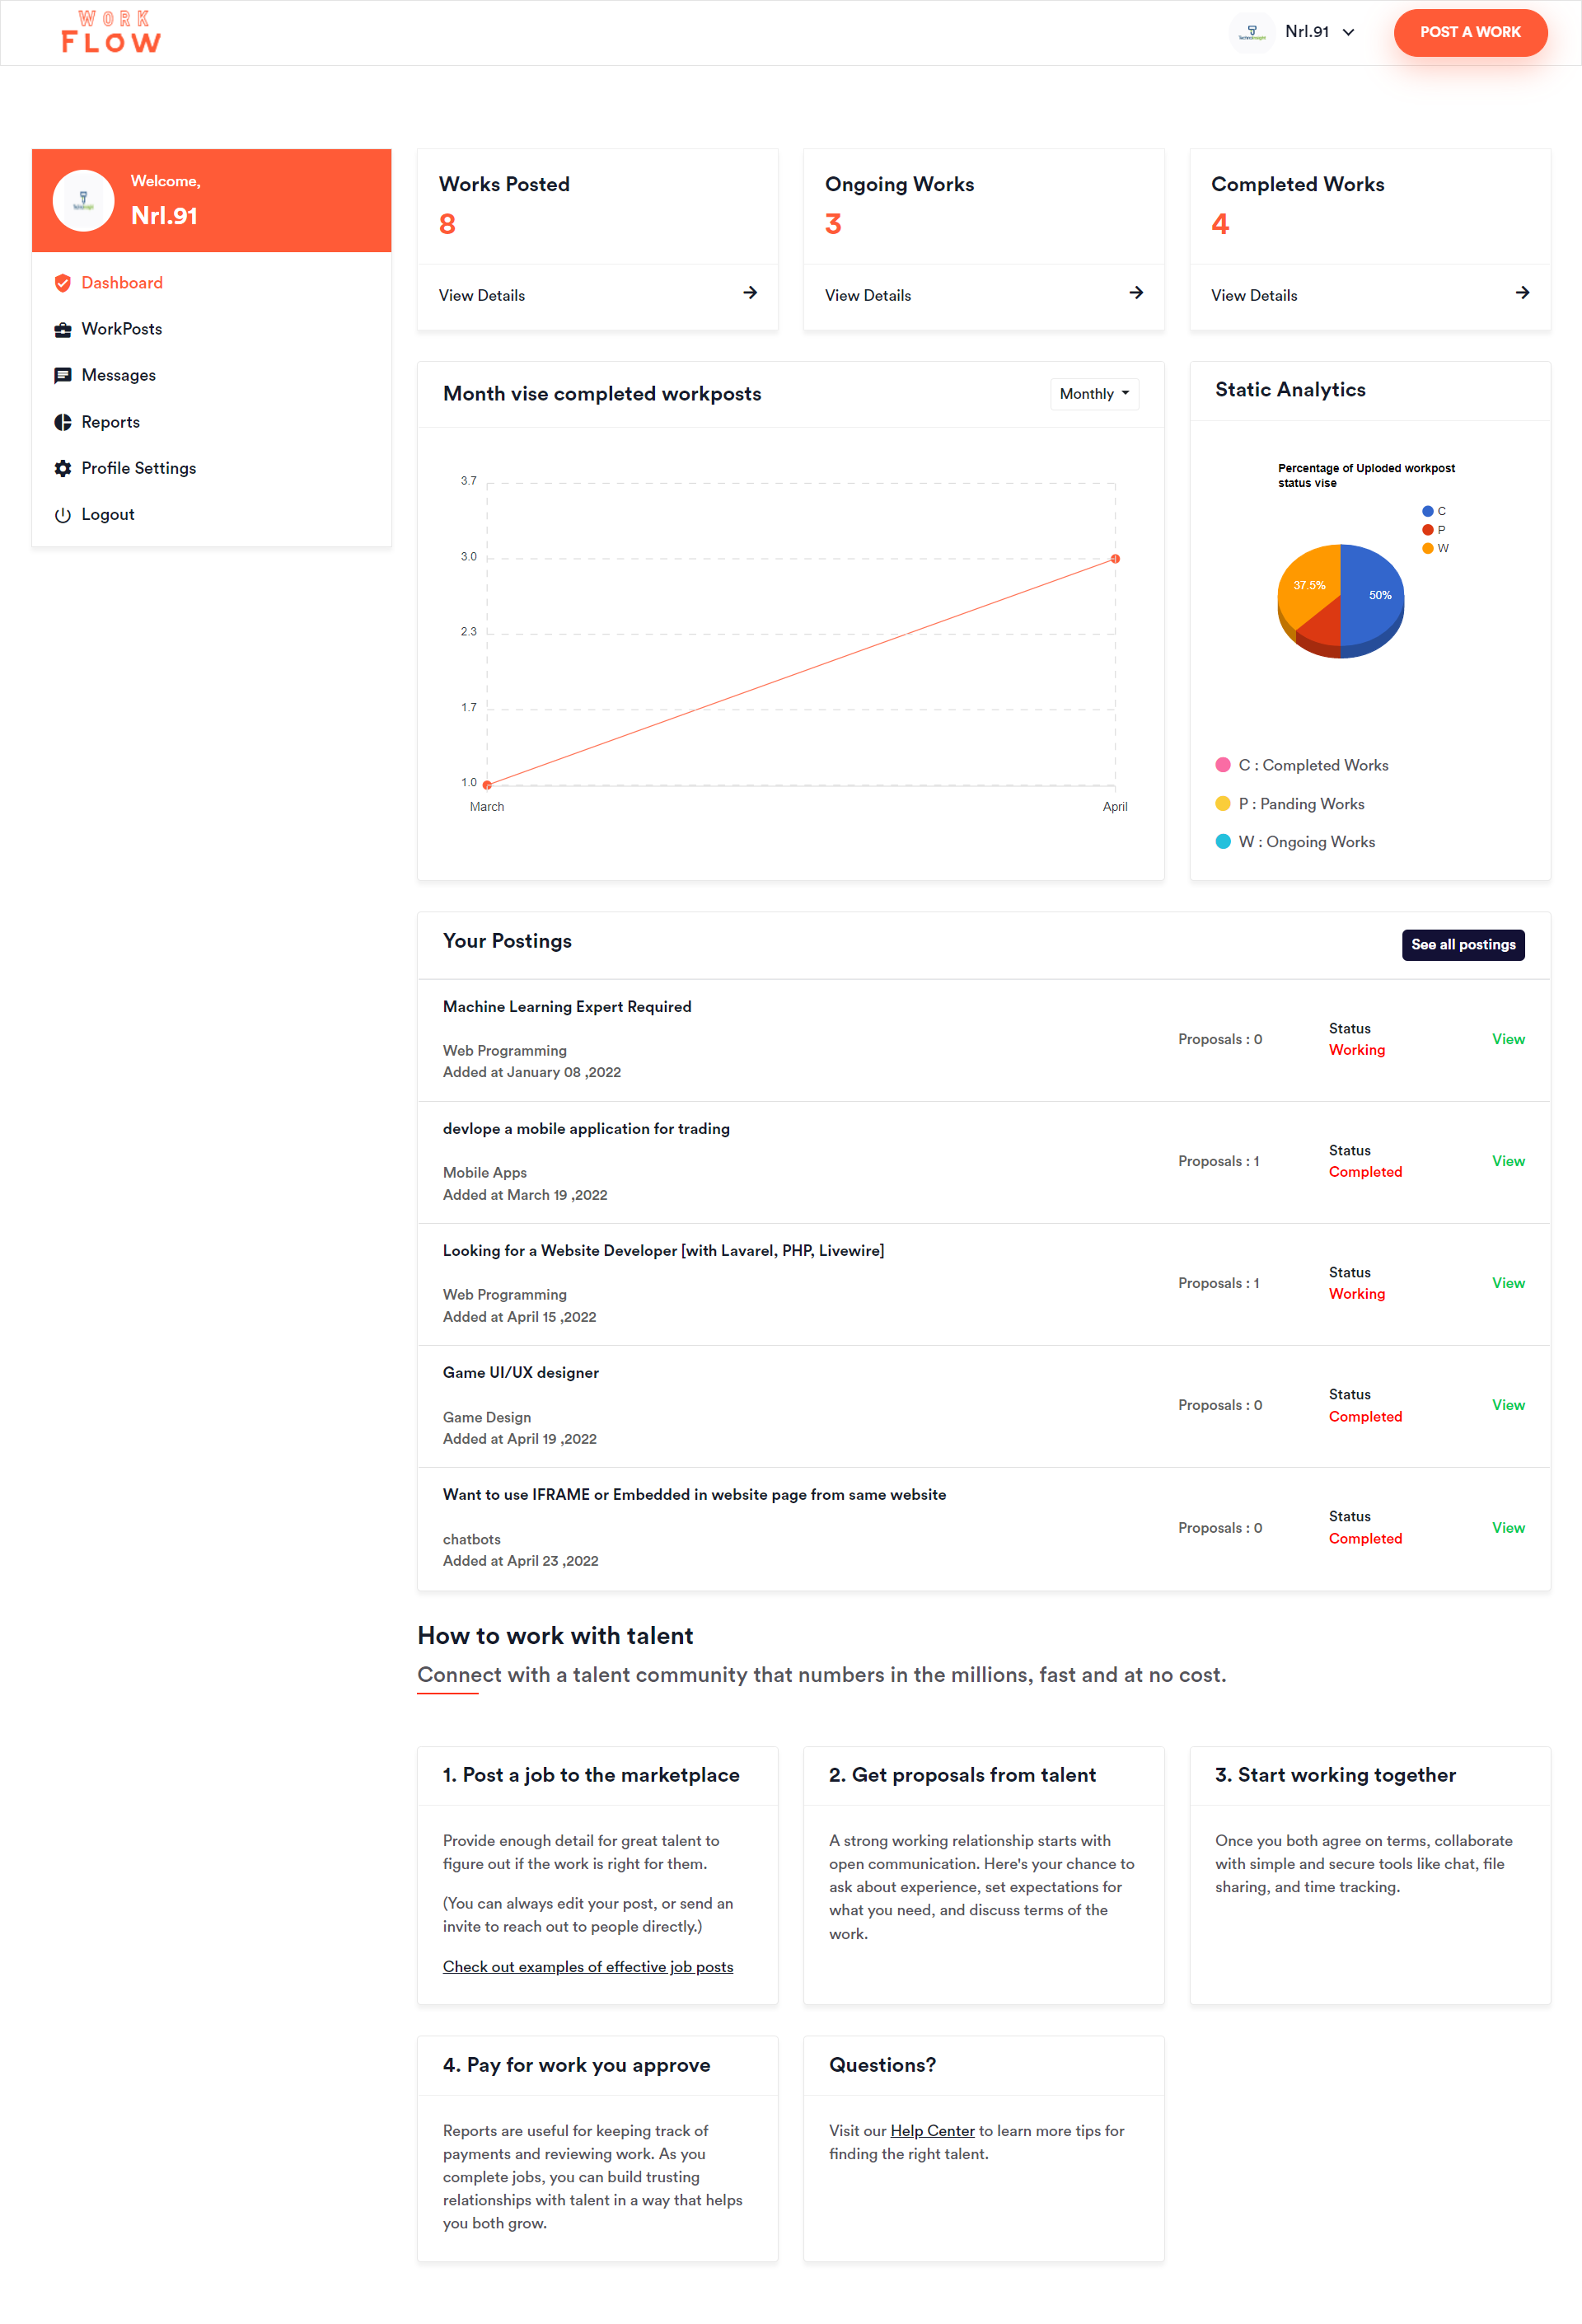 WORK
FLOW
Nrl.91
POST A WORK
Welcome,
Nrl.91
Dashboard
WorkPosts
Messages
Reports
Profile Settings
Logout
Works Posted
8
View Details
Ongoing Works
3
View Details
Completed Works
4
View Details
Month vise completed workposts
Monthly
3.7
3.0
2.3
1.7
1.0
March
April
Static Analytics
Percentage of Uploded workpost
status vise
C
P
W
37.5%
50%
C : Completed Works
P : Panding Works
W : Ongoing Works
Your Postings
See all postings
Machine Learning Expert Required
Web Programming
Added at January 08 ,2022
Proposals : 0
Status
Working
View
devlope a mobile application for trading
Mobile Apps
Added at March 19 ,2022
Proposals : 1
Status
Completed
View
Looking for a Website Developer [with Lavarel, PHP, Livewire]
Web Programming
Added at April 15 ,2022
Proposals : 1
Status
Working
View
Game UI/UX designer
Game Design
Added at April 19 ,2022
Proposals : 0
Status
Completed
View
Want to use IFRAME or Embedded in website page from same website
chatbots
Added at April 23 ,2022
Proposals : 0
Status
Completed
View
How to work with talent
Connect with a talent community that numbers in the millions, fast and at no cost.
1. Post a job to the marketplace
Provide enough detail for great talent to
figure out if the work is right for them.
(You can always edit your post, or send an
invite to reach out to people directly.)
Check out examples of effective job posts
2. Get proposals from talent
A strong working relationship starts with
open communication. Here's your chance to
ask about experience, set expectations for
what you need, and discuss terms of the
work.
3. Start working together
Once you both agree on terms, collaborate
with simple and secure tools like chat, file
sharing, and time tracking.
4. Pay for work you approve
Reports are useful for keeping track of
payments and reviewing work. As you
complete jobs, you can build trusting
relationships with talent in a way that helps
you both grow.
Questions?
Visit our Help Center to learn more tips for
finding the right talent.